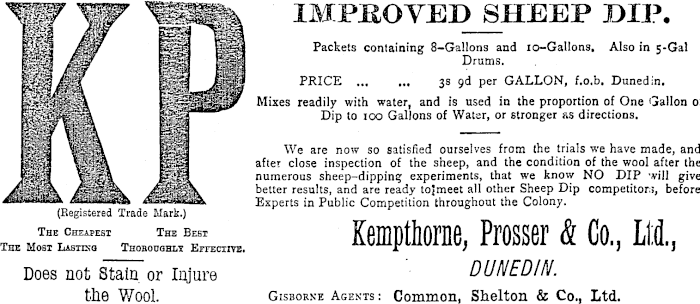 KP
(Registered Trade Mark.)
THE CHEAPEST THE BEST
THE MOST LASTING THOROUGHLY EFFECTIVE.
Does not Stain or Injure
the Wool.
IMPROVED SHEEP DIP.
Packets containing 8-Gallons and 10-Gallons. Also in 5-Gal
Drums.
PRICE ... ... 3s 9d per GALLON, f.o.b. Dunedin.
Mixes readily with water, and is used in the proportion of One Gallon o
Dip to 100 Gallons of Water, or stronger as directions.
We are now so satisfied ourselves from the trials we have made, and
after close inspection of the sheep, and the condition of the wool after the
numerous sheep-dipping experiments, that we know NO DIP will give
better results, and are ready to meet all other Sheep Dip competitors, before
Experts in Public Competition throughout the Colony.
Kempthorne, Prosser & Co., Ltd.,
DUNEDIN.
GISBORNE AGENTS: Common, Shelton & Co., Ltd.